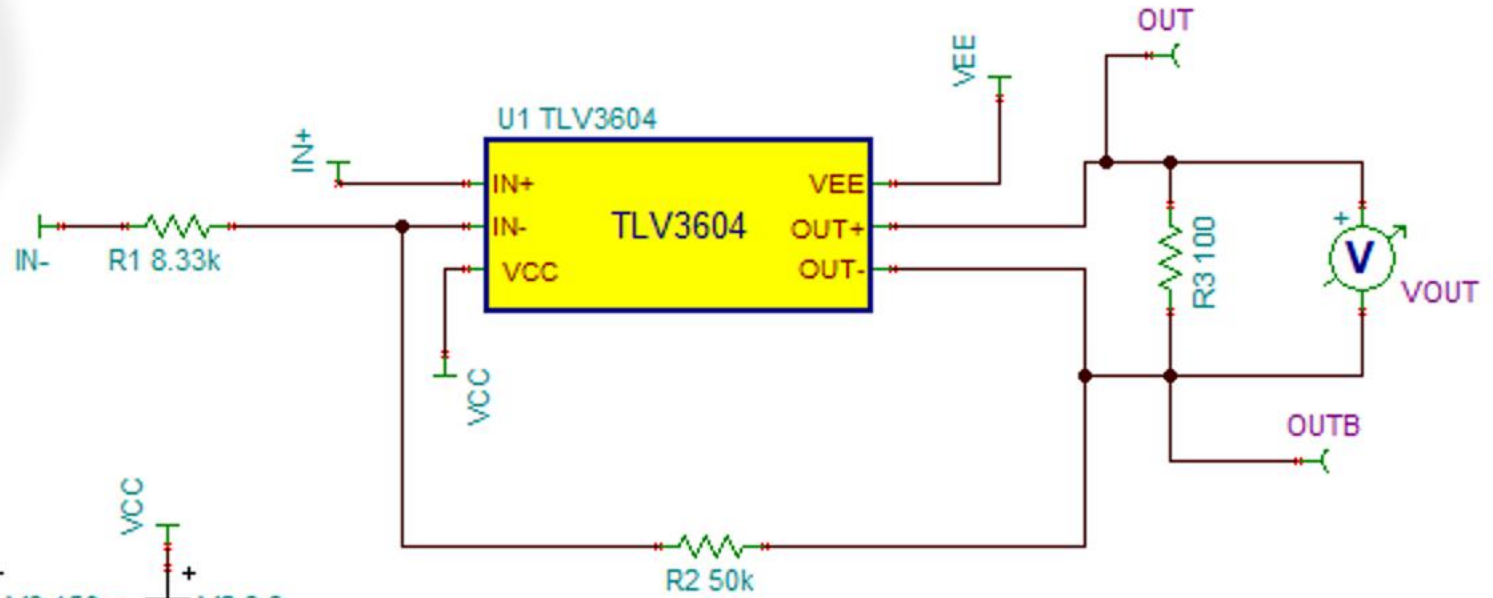 OUT
VEE
U1 TLV3604
IN+
IN+
VEE
IN-
TLV3604
OUT+
IN-
R1 8.33k
VCC
OUT-
R3 100
+
V
VOUT
VCC
OUTB
VCC
R2 50k
+